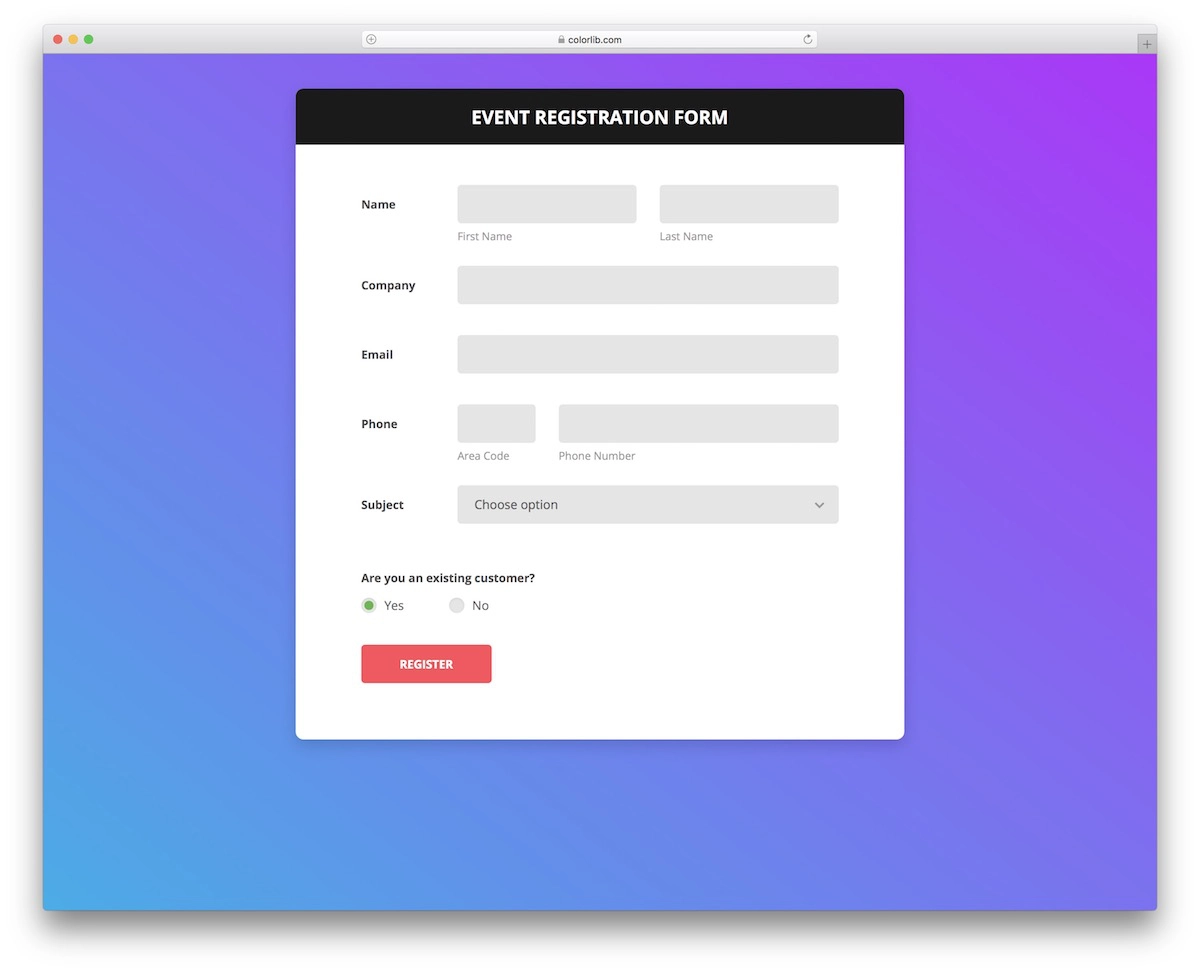 colorlib.com
EVENT REGISTRATION FORM
Name
First Name Last Name
Company
Email
Phone
Area Code Phone Number
Subject Choose option
Are you an existing customer?
Yes No
REGISTER